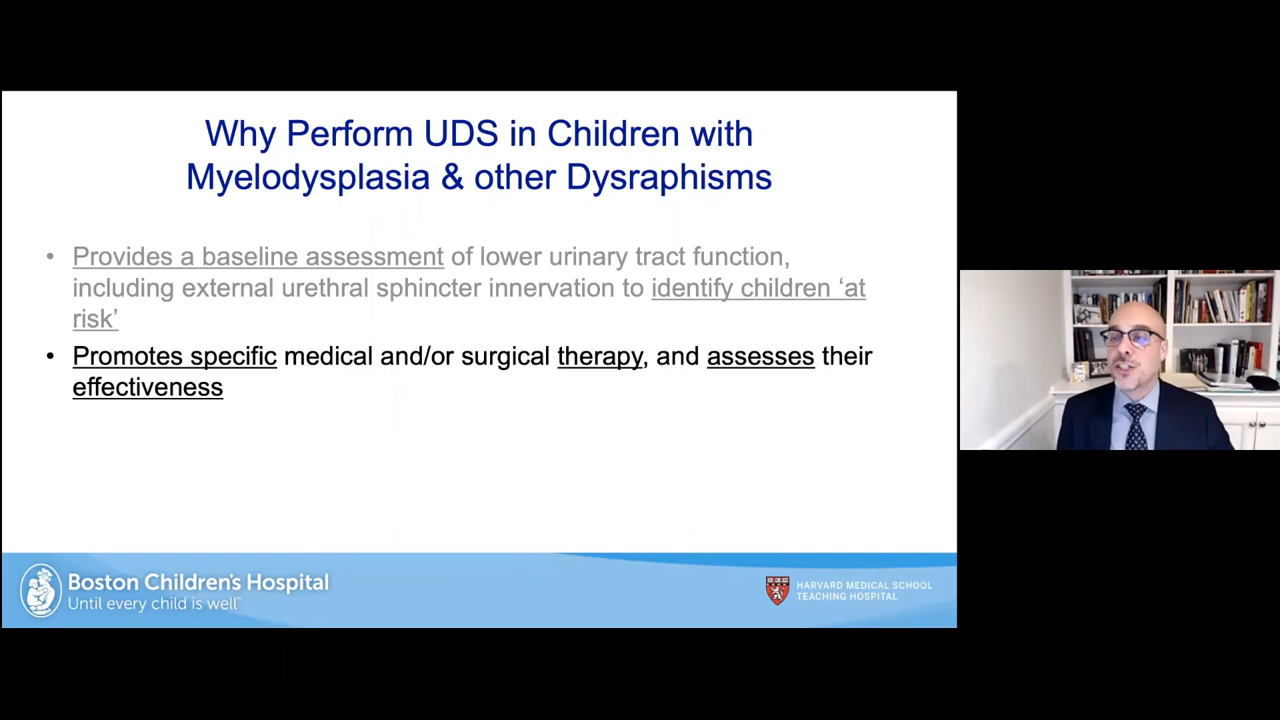 Why Perform UDS in Children with
Myelodysplasia & other Dysraphisms
• Provides a baseline assessment of lower urinary tract function,
including external urethral sphincter innervation to identify children ‘at
risk’
• Promotes specific medical and/or surgical therapy, and assesses their
effectiveness
Boston Children's Hospital
Until every child is well™
HARVARD MEDICAL SCHOOL
TEACHING HOSPITAL